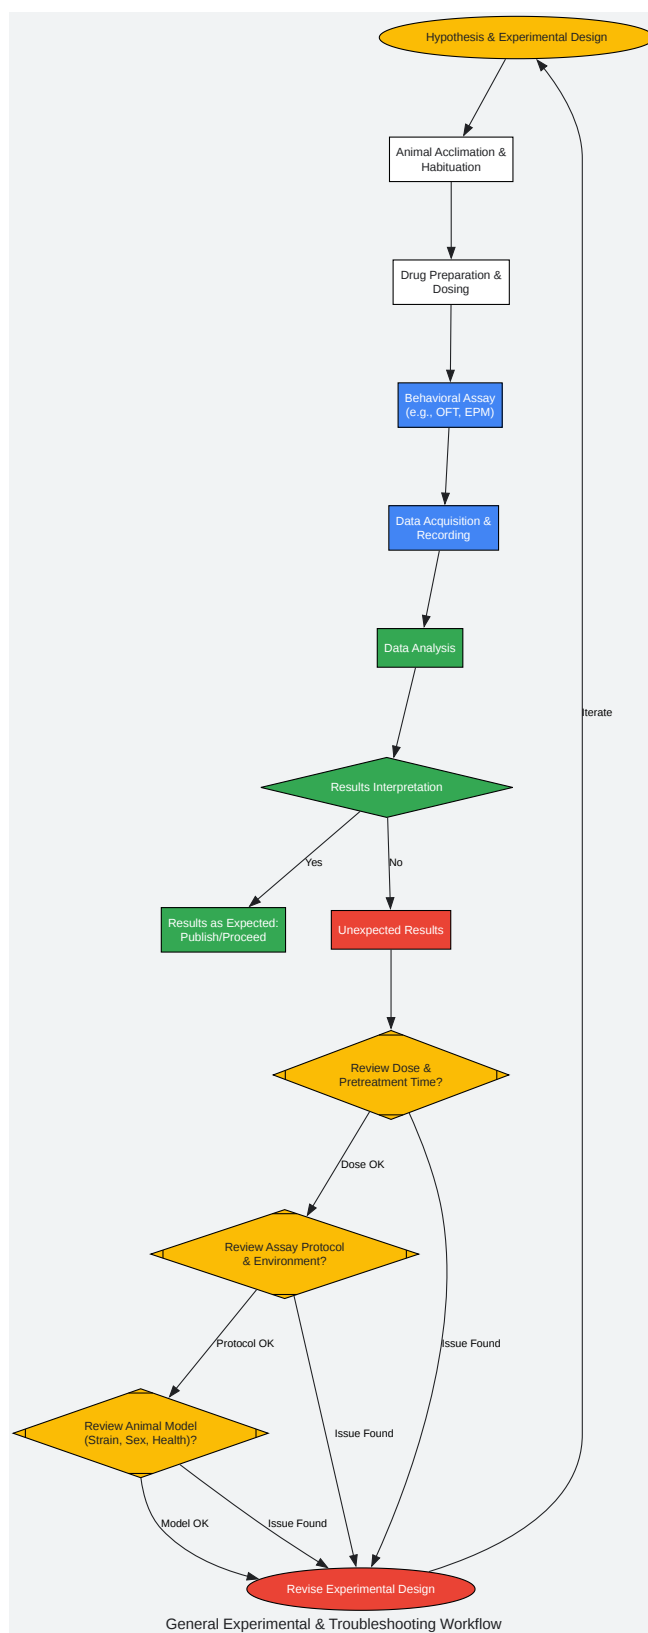 Hypothesis & Experimental Design
Animal Acclimation &
Habituation
Drug Preparation &
Dosing
Behavioral Assay
(e.g., OFT, EPM)
Data Acquisition &
Recording
Data Analysis
Iterate
Results Interpretation
Yes
No
Results as Expected:
Publish/Proceed
Unexpected Results
Review Dose &
Pretreatment Time?
Dose OK
Review Assay Protocol
& Environment?
Protocol OK
Issue Found
Review Animal Model
(Strain, Sex, Health)?
Issue Found
Model OK
Issue Found
Revise Experimental Design
General Experimental & Troubleshooting Workflow